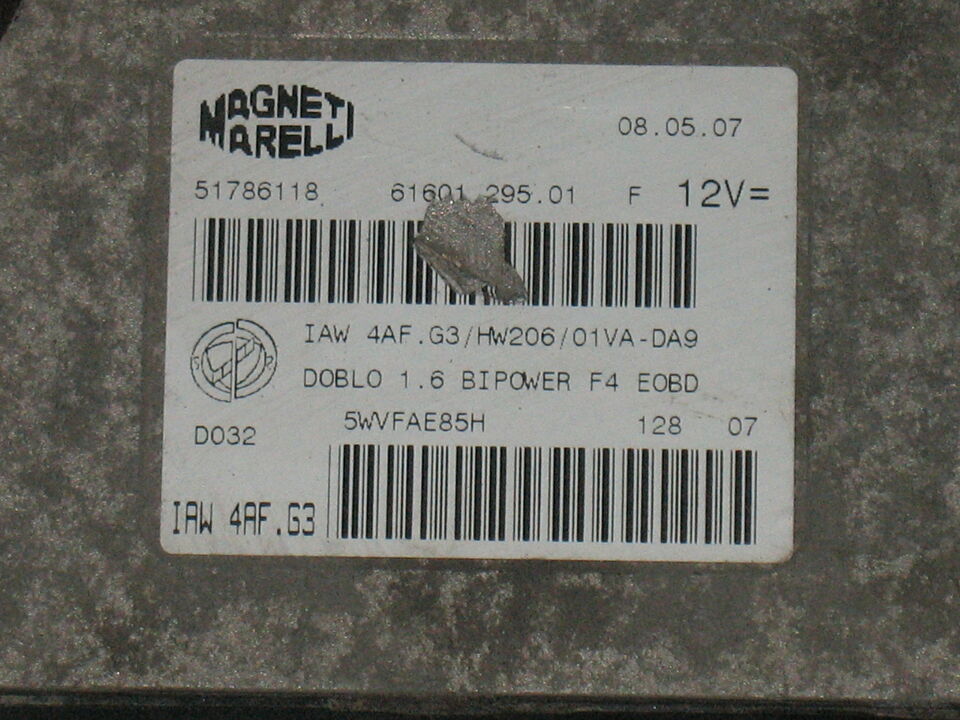 MAGNETI
MARELLI
08.05.07
51786118 61601.295.01 F 12V=
IAW 4AF.G3/HW206/01VA-DA9
DOBLO 1.6 BIPOWER F4 EOBD
5WVFAE85H 128 07
D032
IAW 4AF.G3